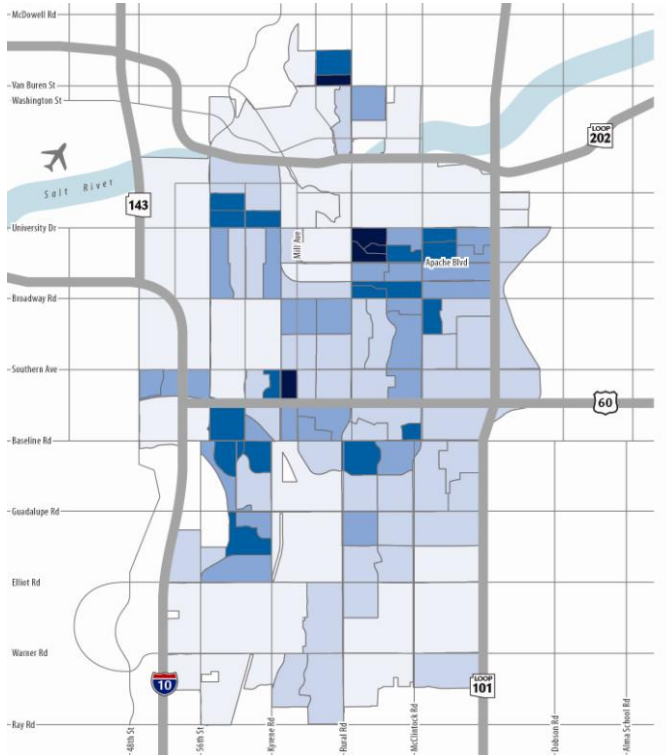 McDowell Rd
Van Buren St
Washington St
LOOP
202
Salt River
143
University Dr
Mill Ave
Apache Blvd
Broadway Rd
Southern Ave
60
Baseline Rd
Guadalupe Rd
Elliot Rd
Warner Rd
10
LOOP
101
Ray Rd
48th St
56th St
Kyrene Rd
Rural Rd
McClintock Rd
Dobson Rd
Alma School Rd